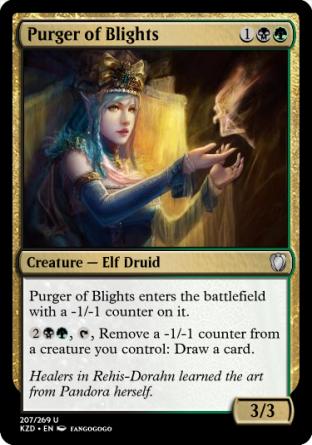 Purger of Blights 1
Creature — Elf Druid
Purger of Blights enters the battlefield
with a -1/-1 counter on it.
2, , Remove a -1/-1 counter from
a creature you control: Draw a card.
Healers in Rehis-Dorahn learned the art
from Pandora herself.
3/3
207/269 U
KZD • EN FANGOGOGO